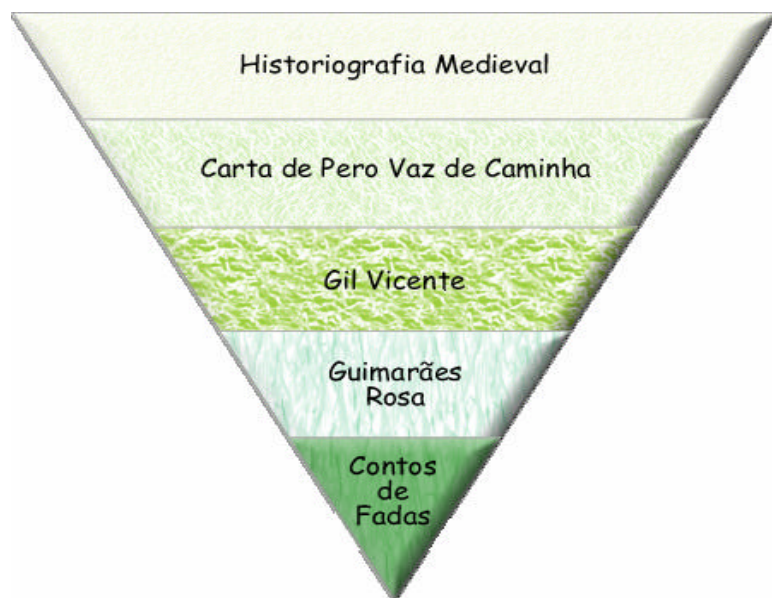 Historiografia Medieval
Carta de Pero Vaz de Caminha
Gil Vicente
Guimarães
Rosa
Contos
de
Fadas